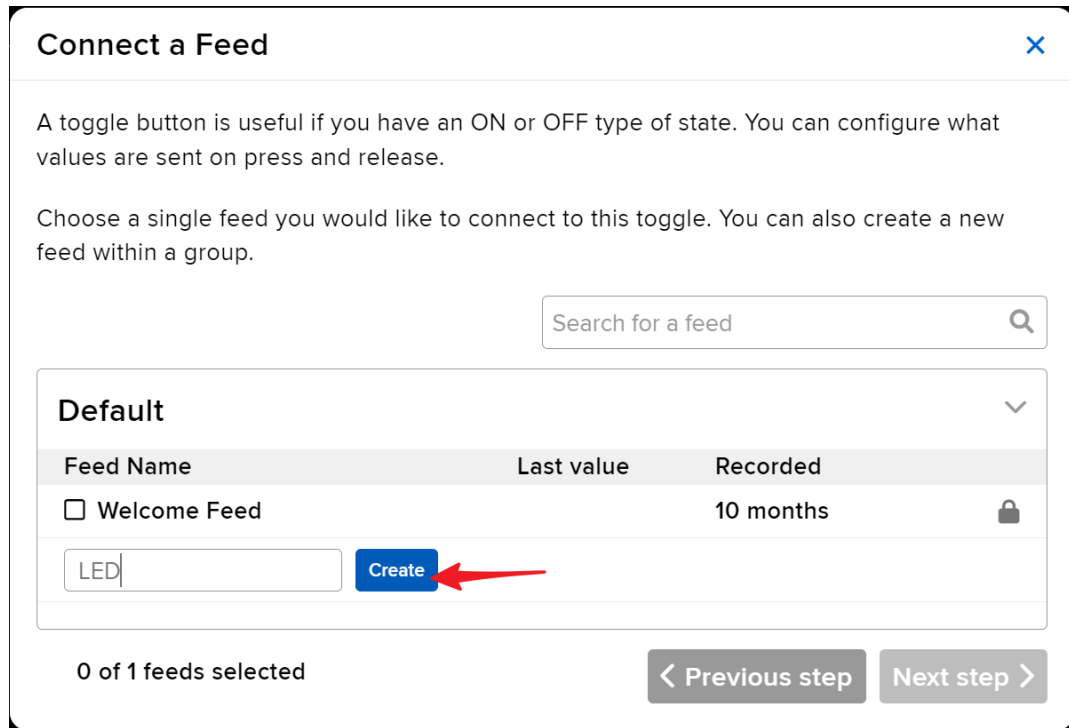 Connect a Feed
A toggle button is useful if you have an ON or OFF type of state. You can configure what
values are sent on press and release.
Choose a single feed you would like to connect to this toggle. You can also create a new
feed within a group.
Search for a feed
Default
Feed Name Last value Recorded
Welcome Feed 10 months
LED Create
0 of 1 feeds selected Previous step Next step